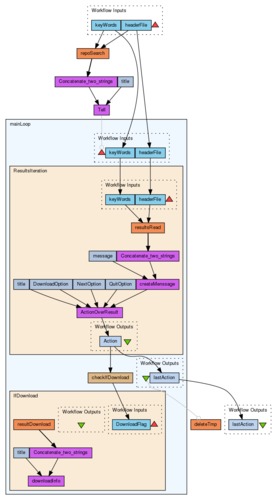 Workflow Inputs
keyWords headerFile
repoSearch
Concatenate_two_strings title
Tell
mainLoop
Workflow Inputs
keyWords headerFile
ResultsIteration
Workflow Inputs
keyWords headerFile
resultsRead
message Concatenate_two_strings
title DownloadOption NextOption QuitOption createMessage
ActionOverResult
Workflow Outputs
Action
Workflow Outputs
checkIfDownload lastAction
IfDownload
Workflow Outputs
Workflow Inputs
Workflow Outputs
resultDownload
DownloadFlag
deleteTmp
lastAction
title Concatenate_two_strings
downloadInfo